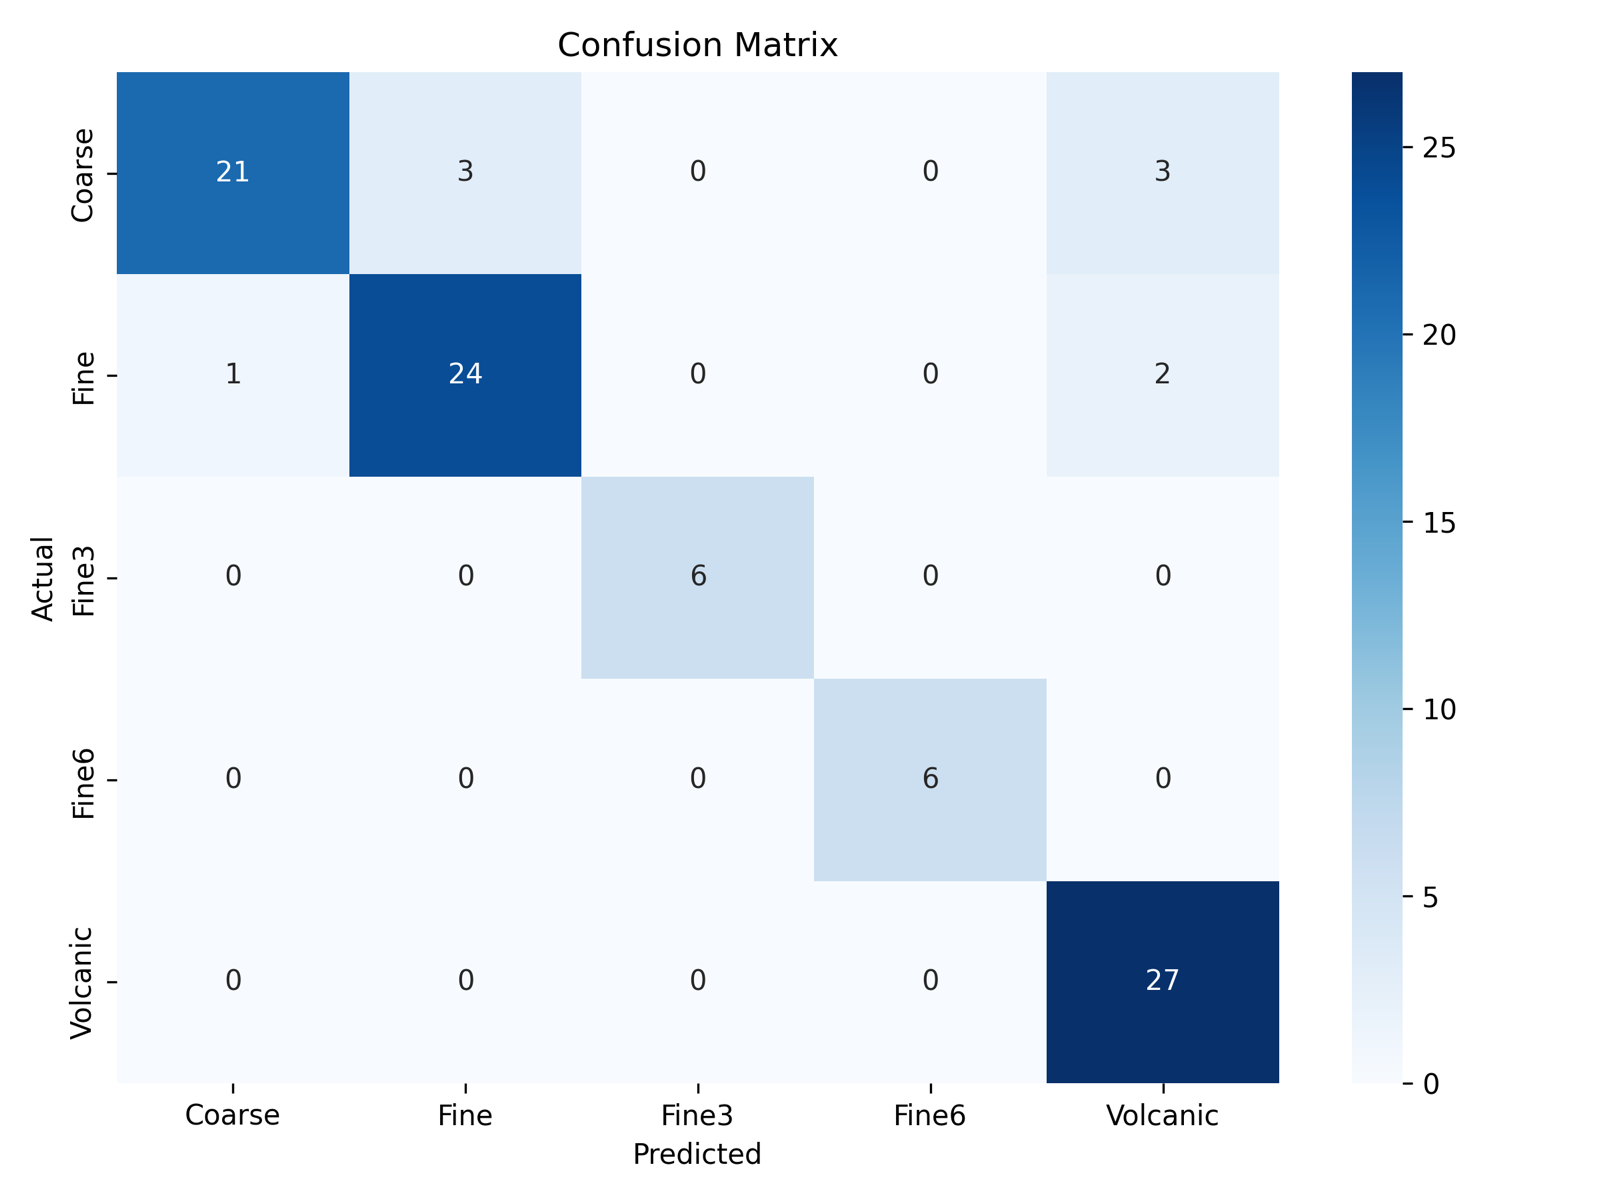 Confusion Matrix
Actual
Coarse 21 3 0 0 3
Fine 1 24 0 0 2
Fine3 0 0 6 0 0
Fine6 0 0 0 6 0
Volcanic 0 0 0 0 27
Coarse Fine Fine3 Fine6 Volcanic
Predicted
25
20
15
10
5
0